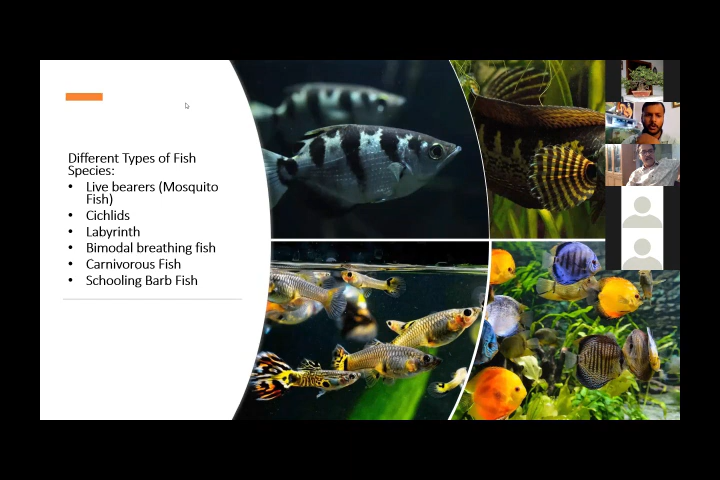 Different Types of Fish
Species:
• Live bearers (Mosquito
Fish)
• Cichlids
• Labyrinth
• Bimodal breathing fish
• Carnivorous Fish
• Schooling Barb Fish